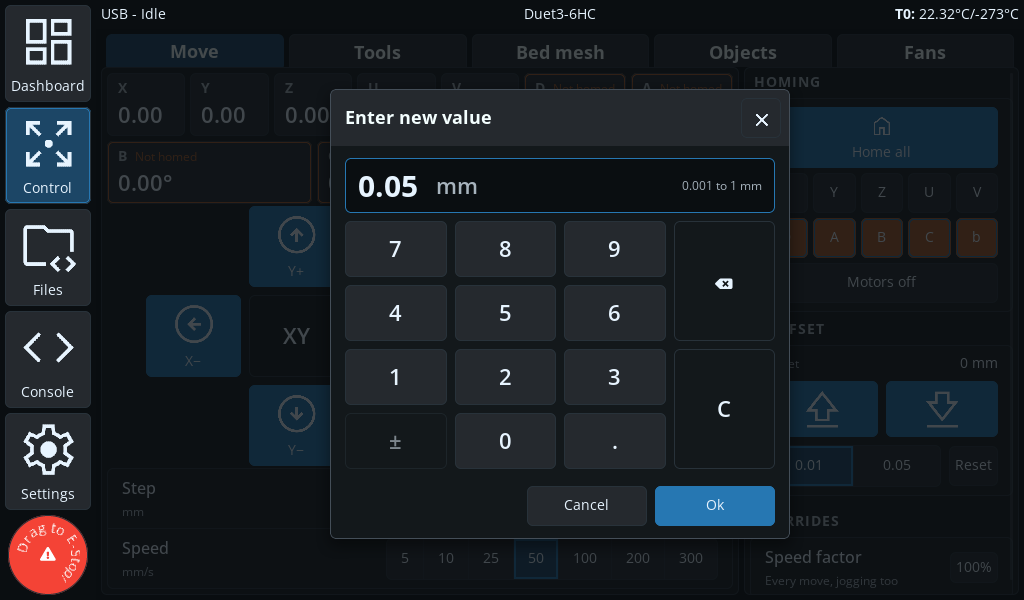 USB - Idle
Duet3-6HC
T0: 22.32°C/-273°C
Dashboard
Control
Files
Console
Settings
Drag to E-Stop!
Move
Tools
Bed mesh
Objects
Fans
X
0.00
Y
0.00
Z
0.00
B Not homed
0.00°
Y+
X−
XY
Y−
Step
mm
Speed
mm/s
5
10
25
50
100
200
300
HOMING
Home all
Y
Z
U
V
A
B
C
b
Motors off
0 mm
0.01
0.05
Reset
Speed factor
Every move, jogging too
100%
Enter new value
0.05 mm
0.001 to 1 mm
7
8
9
4
5
6
1
2
3
C
±
0
.
Cancel
Ok